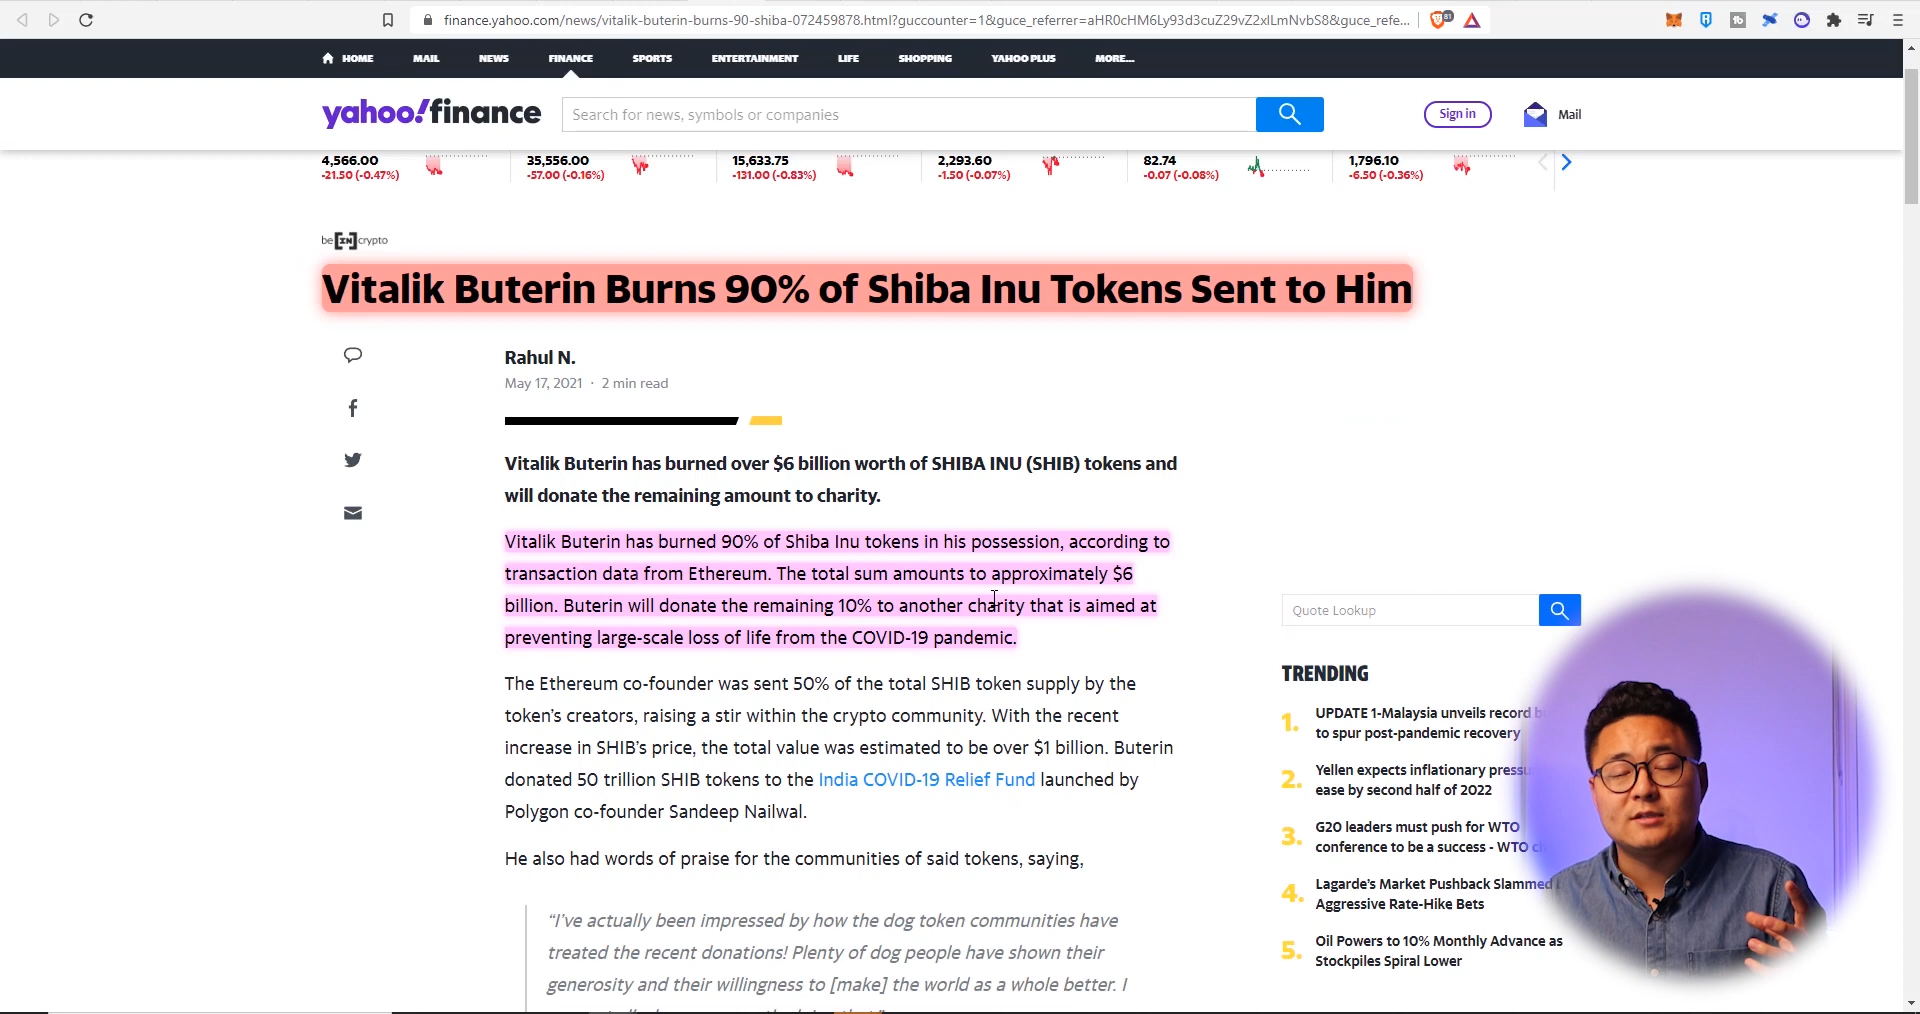 finance.yahoo.com/news/vitalik-buterin-burns-90-shiba-072459878.html?guccounter=1&guce_referrer=aHR0cHM6Ly93d3cuZ29vZ2xlLmNvbS8&guce_refe...
81
HOME MAIL NEWS FINANCE SPORTS ENTERTAINMENT LIFE SHOPPING YAHOO PLUS MORE...
yahoo!finance Search for news, symbols or companies Sign in Mail
4,566.00 35,556.00 15,633.75 2,293.60 82.74 1,796.10
-21.50 (-0.47%) -57.00 (-0.16%) -131.00 (-0.83%) -1.50 (-0.07%) -0.07 (-0.08%) -6.50 (-0.36%)
be[IN]crypto
Vitalik Buterin Burns 90% of Shiba Inu Tokens Sent to Him
Rahul N.
May 17, 2021 · 2 min read
Vitalik Buterin has burned over $6 billion worth of SHIBA INU (SHIB) tokens and
will donate the remaining amount to charity.
Vitalik Buterin has burned 90% of Shiba Inu tokens in his possession, according to
transaction data from Ethereum. The total sum amounts to approximately $6
billion. Buterin will donate the remaining 10% to another charity that is aimed at
preventing large-scale loss of life from the COVID-19 pandemic.
The Ethereum co-founder was sent 50% of the total SHIB token supply by the
token's creators, raising a stir within the crypto community. With the recent
increase in SHIB's price, the total value was estimated to be over $1 billion. Buterin
donated 50 trillion SHIB tokens to the India COVID-19 Relief Fund launched by
Polygon co-founder Sandeep Nailwal.
He also had words of praise for the communities of said tokens, saying,
"I've actually been impressed by how the dog token communities have
treated the recent donations! Plenty of dog people have shown their
generosity and their willingness to [make] the world as a whole better. I
Quote Lookup
TRENDING
1. UPDATE 1-Malaysia unveils record
to spur post-pandemic recovery
2. Yellen expects inflationary
ease by second half of 2022
3. G20 leaders must push for WTO
conference to be a success - WTO
4. Lagarde's Market Pushback Slammed
Aggressive Rate-Hike Bets
5. Oil Powers to 10% Monthly Advance as
Stockpiles Spiral Lower